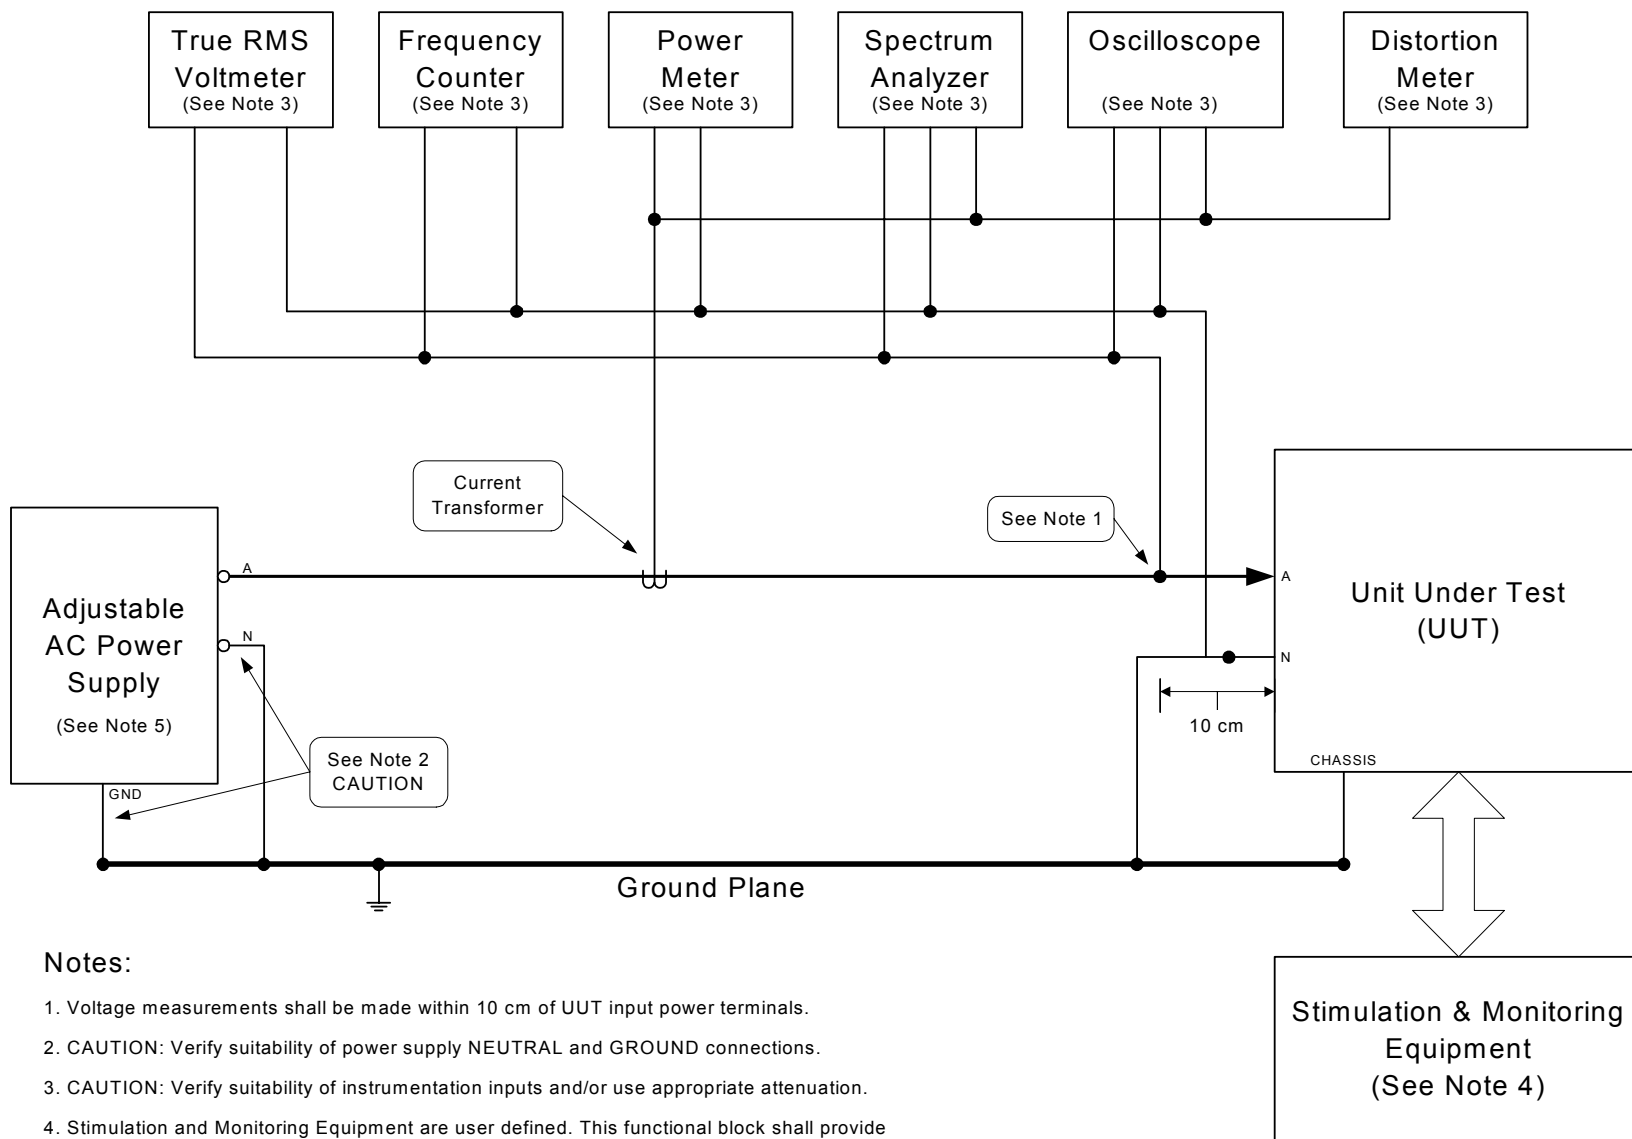 True RMS
Voltmeter
(See Note 3)
Frequency
Counter
(See Note 3)
Power
Meter
(See Note 3)
Spectrum
Analyzer
(See Note 3)
Oscilloscope
(See Note 3)
Distortion
Meter
(See Note 3)
Current
Transformer
See Note 1
Adjustable
AC Power
Supply
(See Note 5)
A
N
GND
See Note 2
CAUTION
A
N
Unit Under Test
(UUT)
10 cm
CHASSIS
Ground Plane
Stimulation & Monitoring
Equipment
(See Note 4)
Notes:
1. Voltage measurements shall be made within 10 cm of UUT input power terminals.
2. CAUTION: Verify suitability of power supply NEUTRAL and GROUND connections.
3. CAUTION: Verify suitability of instrumentation inputs and/or use appropriate attenuation.
4. Stimulation and Monitoring Equipment are user defined. This functional block shall provide